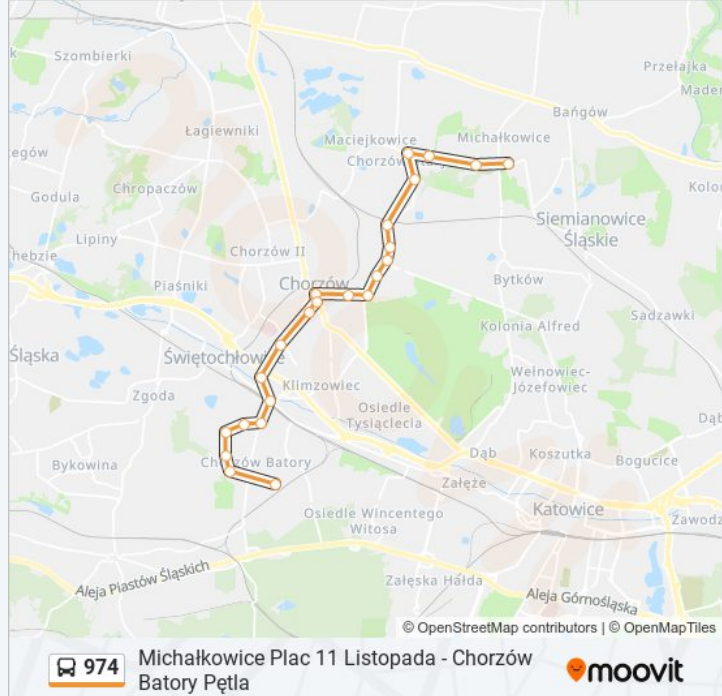 Szombierki
Przełajka
Made
Bańgów
Łagiewniki
Maciejkowice
Michałkowice
egów
Chorzów
Kolon
Chropaczów
Godula
Siemianowice
Śląskie
Lipiny
hebzie
Chorzów II
Piaśniki
Chorzów
Bytków
Sadzawki
Kolonia Alfred
Śląska
Świętochłowice
Wełnowiec-
Józefowiec
Klimzowiec
Zgoda
Osiedle
Tysiąclecia
Dąb
Dąb
Koszutka
Bogucice
Bykowina
Chorzów Batory
Załęże
Katowice
Zawodz
Osiedle Wincentego
Witosa
Aleja Piastów Śląskich
Załęska Hałda
Aleja Górnośląska
© OpenStreetMap contributors | © OpenMapTiles
974
Michałkowice Plac 11 Listopada - Chorzów
Batory Pętla
moovit